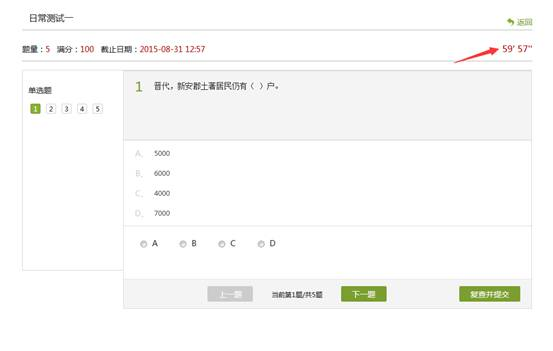 日常测试一
返回
题量：5 满分：100 截止日期：2015-08-31 12:57
59' 57''
单选题
1 2 3 4 5
1 晋代，新安郡土著居民仍有（ ）户。
A、 5000
B、 6000
C、 4000
D、 7000
A B C D
上一题 当前第1题/共5题 下一题 复查并提交